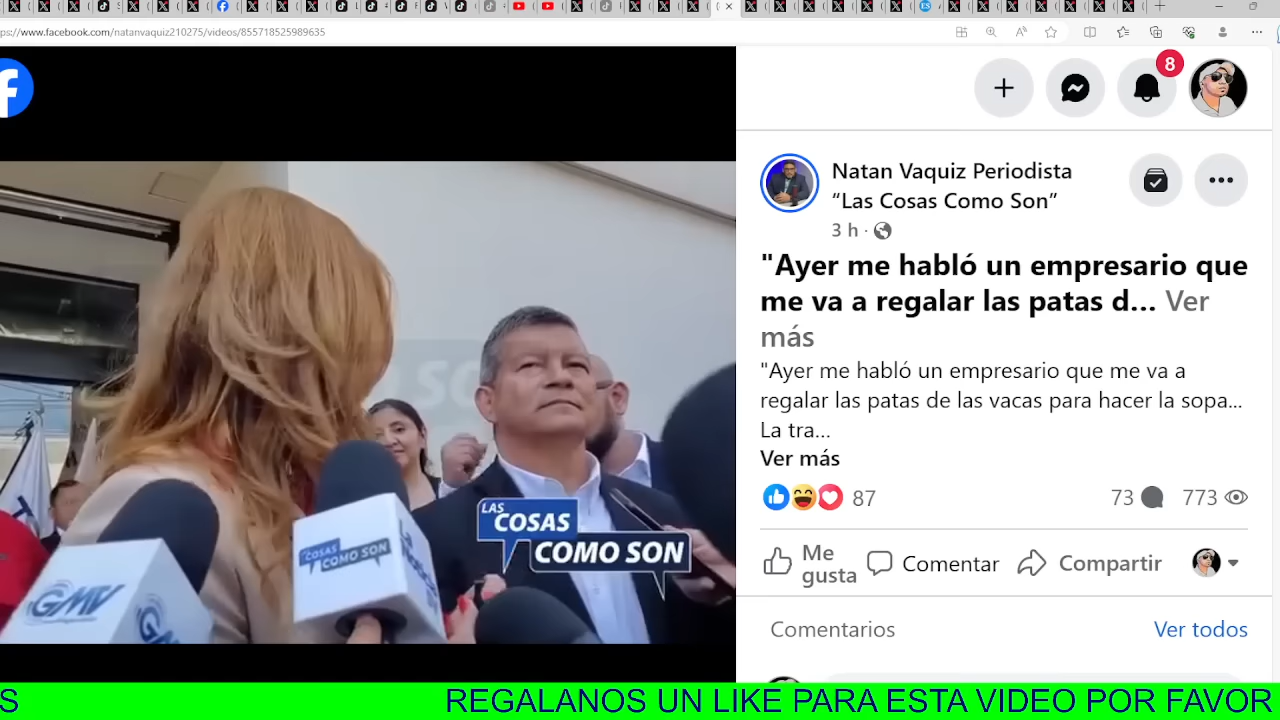 ps://www.facebook.com/natanvaquiz210275/videos/855718525989635
8
Natan Vaquiz Periodista
“Las Cosas Como Son”
3 h ·
"Ayer me habló un empresario que
me va a regalar las patas d... Ver
más
"Ayer me habló un empresario que me va a
regalar las patas de las vacas para hacer la sopa...
La tra...
Ver más
87
73
773
Me
gusta
Comentar
Compartir
Comentarios
Ver todos
LAS
COSAS
COMO SON
COSAS
COMO SON
GMV
S
REGALANOS UN LIKE PARA ESTA VIDEO POR FAVOR